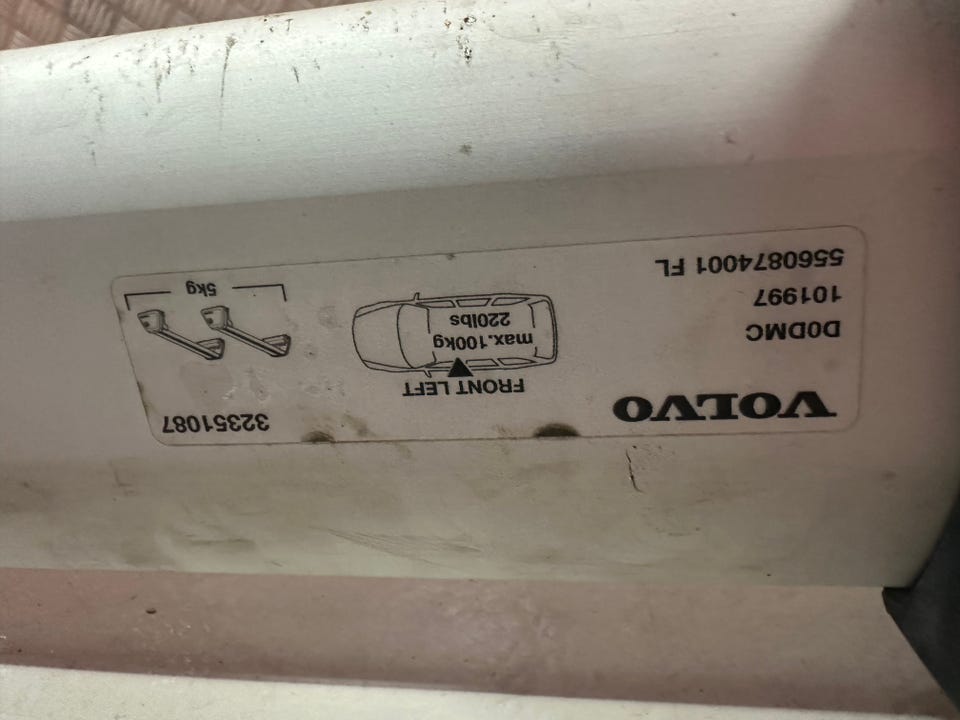 VOLVO
D0DMC
101997
5560874001 FL
FRONT LEFT
max.100kg
220lbs
32351087
5kg